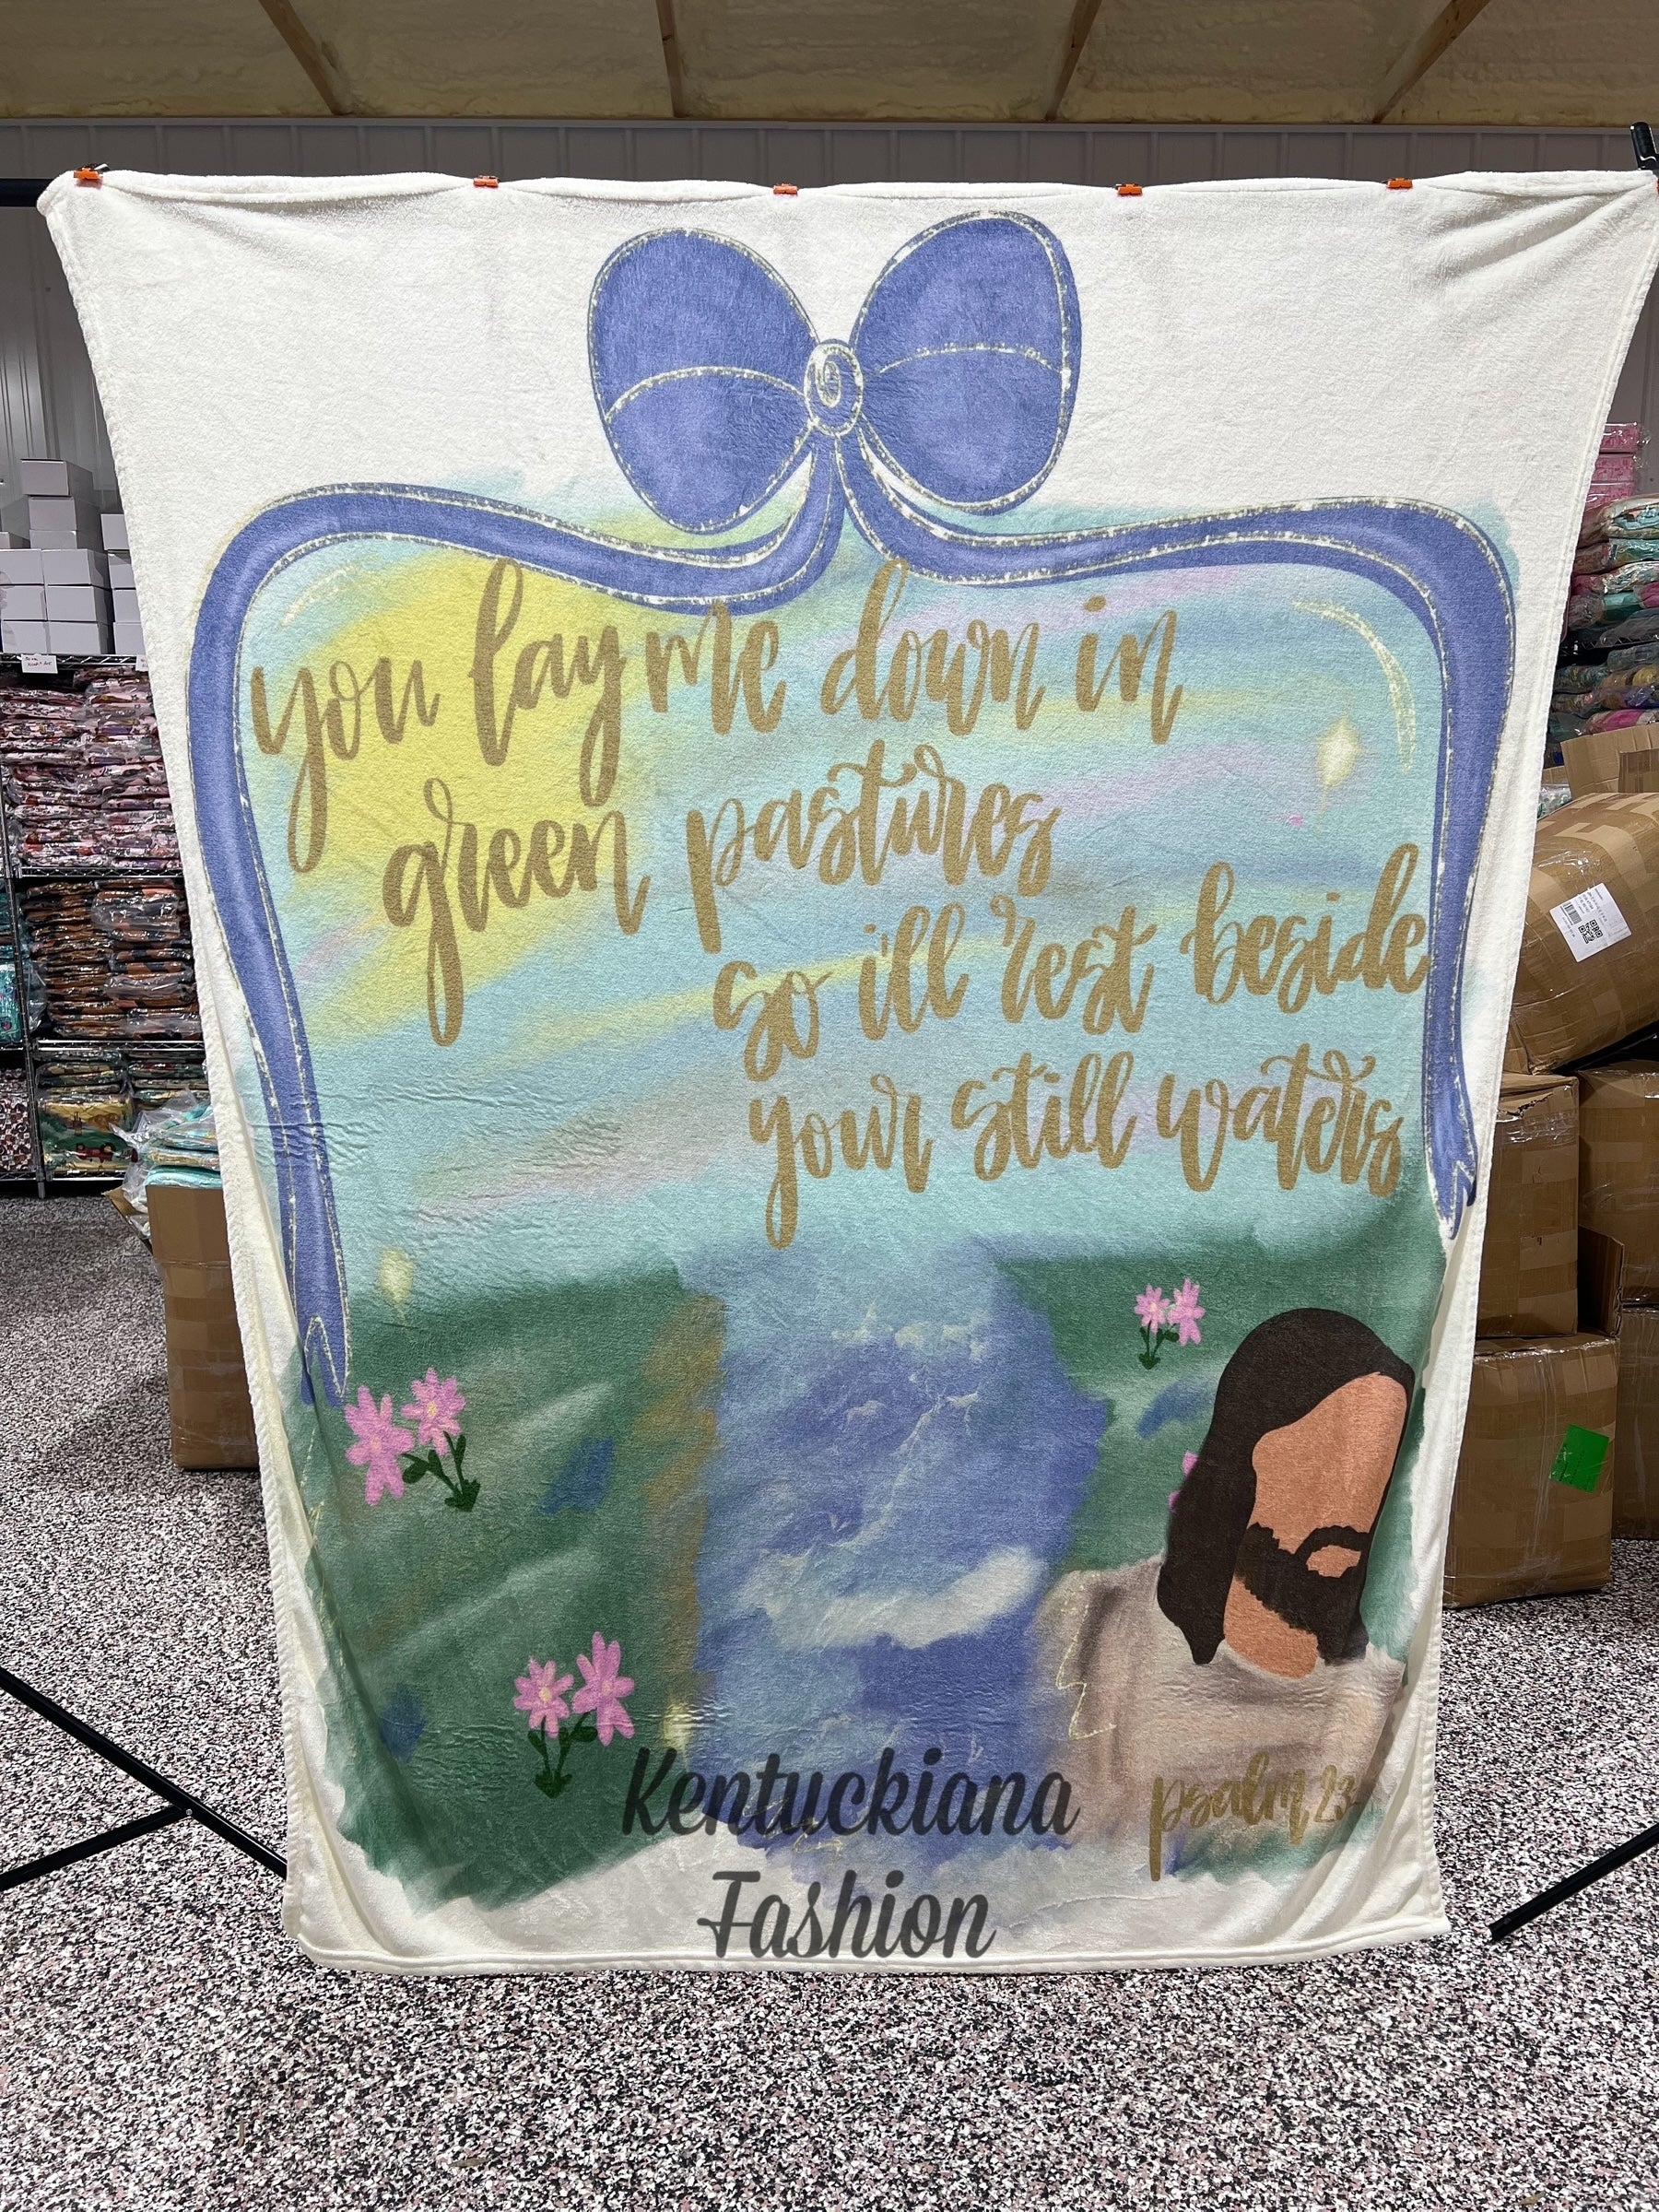 you lay me down in
green pastures
so i'll rest beside
your still waters
psalm 23
Kentuckiana
Fashion